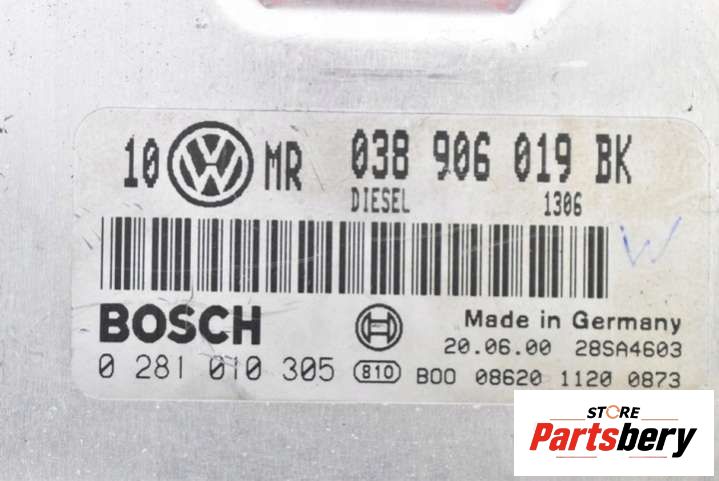 10 VW MR 038 906 019 BK
DIESEL 1306
W
BOSCH
Made in Germany
20.06.00 28SA4603
0 281 010 305 810 B00 08620 1120 0873
STORE
Partsbery